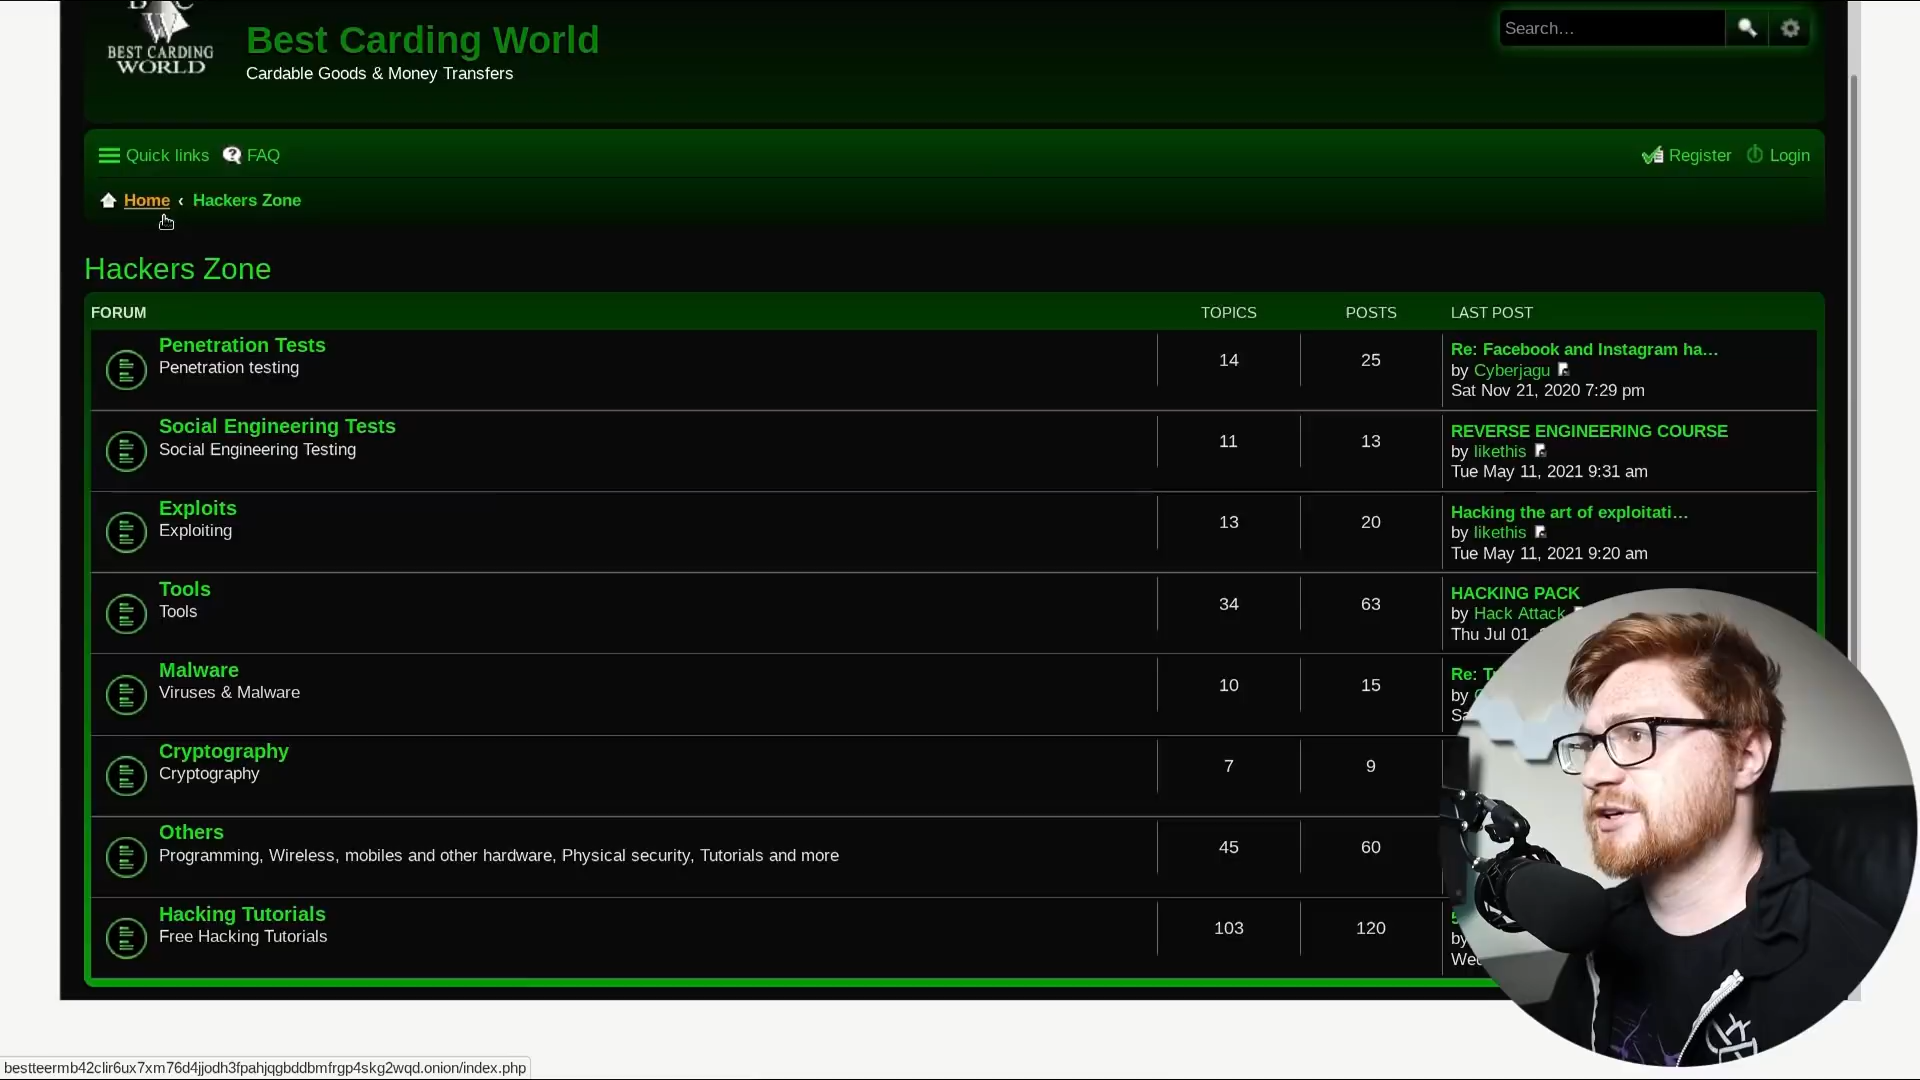 BEST CARDING
WORLD
Best Carding World
Cardable Goods & Money Transfers
Search…
Quick links
FAQ
Register
Login
Home ‹ Hackers Zone
Hackers Zone
FORUM TOPICS POSTS LAST POST
Penetration Tests
Penetration testing
14
25
Re: Facebook and Instagram ha…
by Cyberjagu
Sat Nov 21, 2020 7:29 pm
Social Engineering Tests
Social Engineering Testing
11
13
REVERSE ENGINEERING COURSE
by likethis
Tue May 11, 2021 9:31 am
Exploits
Exploiting
13
20
Hacking the art of exploitati…
by likethis
Tue May 11, 2021 9:20 am
Tools
Tools
34
63
HACKING PACK
by Hack Attack
Thu Jul 01,
Malware
Viruses & Malware
10
15
Re:
by
Cryptography
Cryptography
7
9
Others
Programming, Wireless, mobiles and other hardware, Physical security, Tutorials and more
45
60
Hacking Tutorials
Free Hacking Tutorials
103
120
by
bestteermb42clir6ux7xm76d4jjodh3fpahjqgbddbmfrgp4skg2wqd.onion/index.php